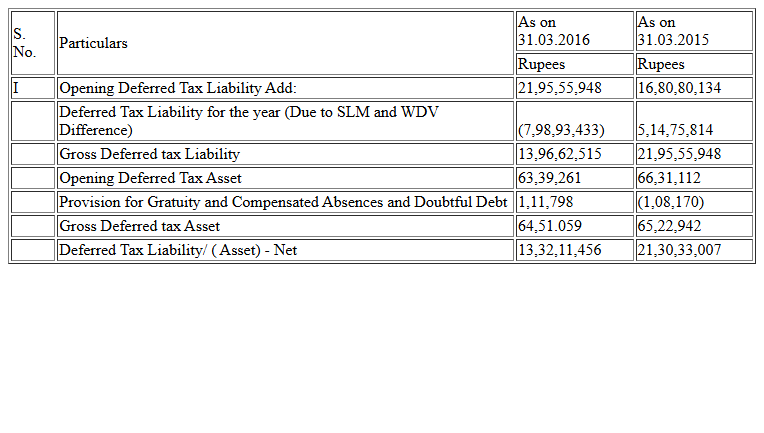 S. No. Particulars As on 31.03.2016 As on 31.03.2015
Rupees Rupees
I Opening Deferred Tax Liability Add: 21,95,55,948 16,80,80,134
Deferred Tax Liability for the year (Due to SLM and WDV
Difference) (7,98,93,433) 5,14,75,814
Gross Deferred tax Liability 13,96,62,515 21,95,55,948
Opening Deferred Tax Asset 63,39,261 66,31,112
Provision for Gratuity and Compensated Absences and Doubtful Debt 1,11,798 (1,08,170)
Gross Deferred tax Asset 64,51.059 65,22,942
Deferred Tax Liability/ ( Asset) - Net 13,32,11,456 21,30,33,007